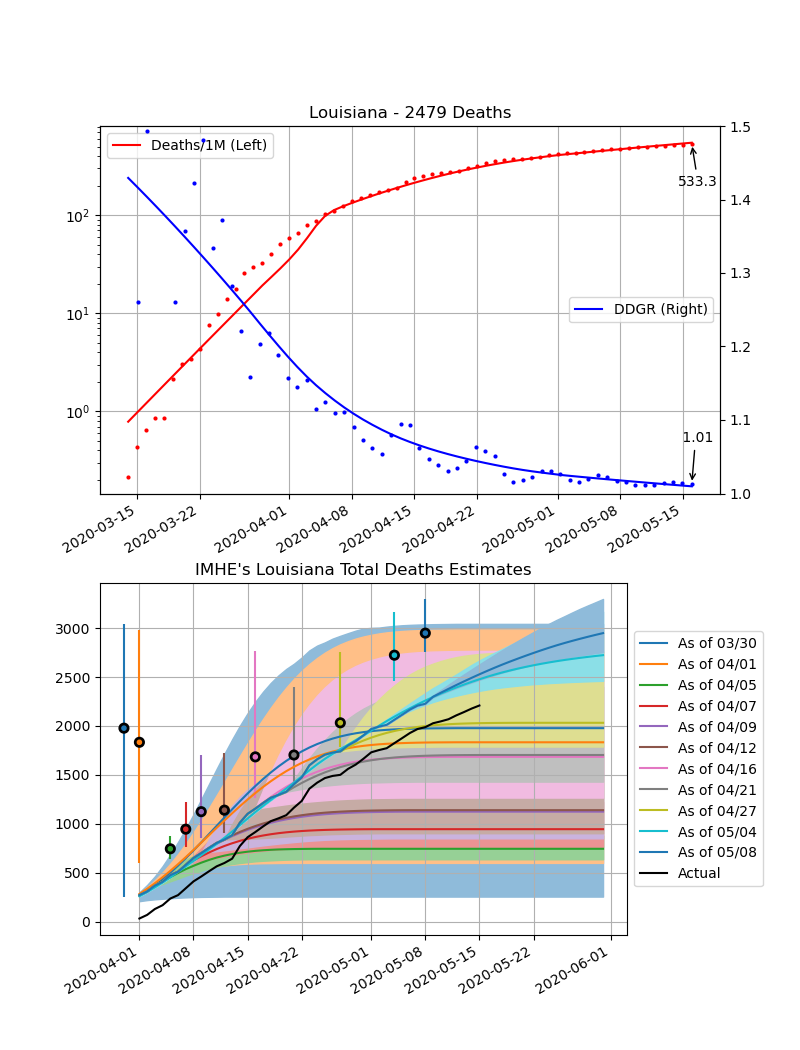 Louisiana - 2479 Deaths
Deaths/1M (Left)
DDGR (Right)
533.3
1.01
10²
10¹
10⁰
1.5
1.4
1.3
1.2
1.1
1.0
2020-03-15
2020-03-22
2020-04-01
2020-04-08
2020-04-15
2020-04-22
2020-05-01
2020-05-08
2020-05-15
IMHE's Louisiana Total Deaths Estimates
3000
2500
2000
1500
1000
500
0
2020-04-01
2020-04-08
2020-04-15
2020-04-22
2020-05-01
2020-05-08
2020-05-15
2020-05-22
2020-06-01
As of 03/30
As of 04/01
As of 04/05
As of 04/07
As of 04/09
As of 04/12
As of 04/16
As of 04/21
As of 04/27
As of 05/04
As of 05/08
Actual